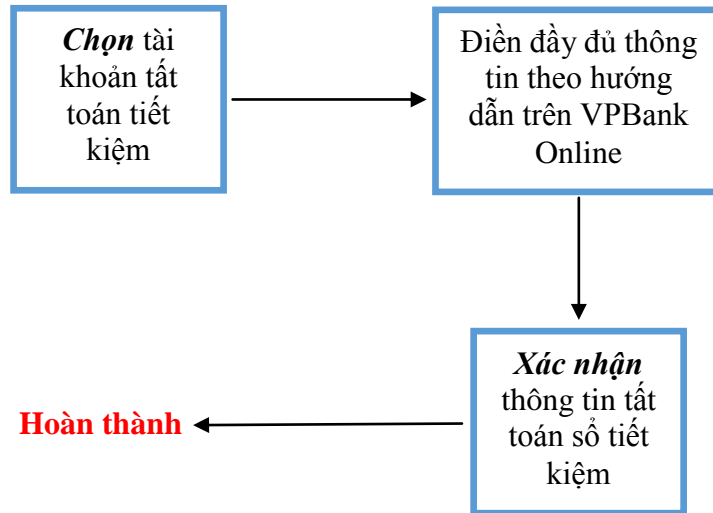 Chọn tài
khoản tất
toán tiết
kiệm
Điền đầy đủ thông
tin theo hướng
dẫn trên VPBank
Online
Xác nhận
thông tin tất
toán sổ tiết
kiệm
Hoàn thành